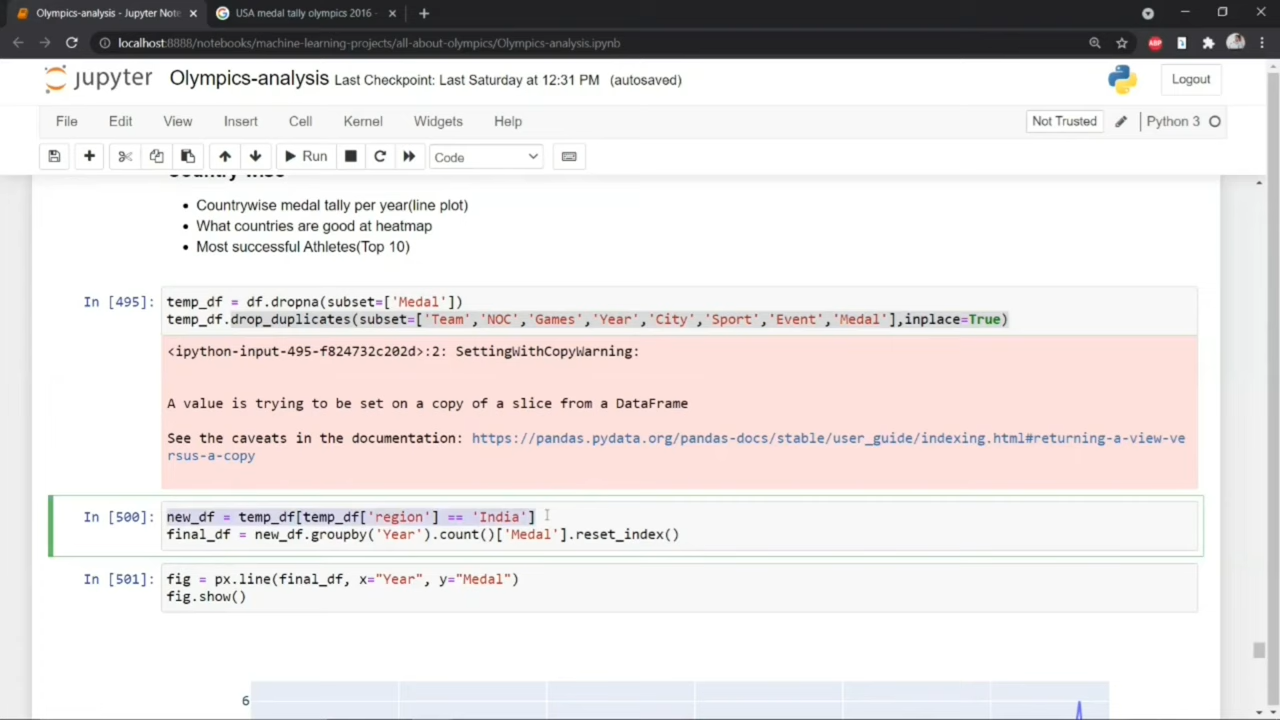 Olympics-analysis - Jupyter Note
USA medal tally olympics 2016 -
localhost:8888/notebooks/machine-learning-projects/all-about-olympics/Olympics-analysis.ipynb
ABP
jupyter Olympics-analysis Last Checkpoint: Last Saturday at 12:31 PM (autosaved)
Logout
File Edit View Insert Cell Kernel Widgets Help
Not Trusted
Python 3
Run
Code
Country-wise
Countrywise medal tally per year(line plot)
What countries are good at heatmap
Most successful Athletes(Top 10)
In [495]: temp_df = df.dropna(subset=['Medal'])
temp_df.drop_duplicates(subset=['Team','NOC','Games','Year','City','Sport','Event','Medal'],inplace=True)
<ipython-input-495-f824732c202d>:2: SettingWithCopyWarning:
A value is trying to be set on a copy of a slice from a DataFrame
See the caveats in the documentation: https://pandas.pydata.org/pandas-docs/stable/user_guide/indexing.html#returning-a-view-ve
rsus-a-copy
In [500]: new_df = temp_df[temp_df['region'] == 'India']
final_df = new_df.groupby('Year').count()['Medal'].reset_index()
In [501]: fig = px.line(final_df, x="Year", y="Medal")
fig.show()
6